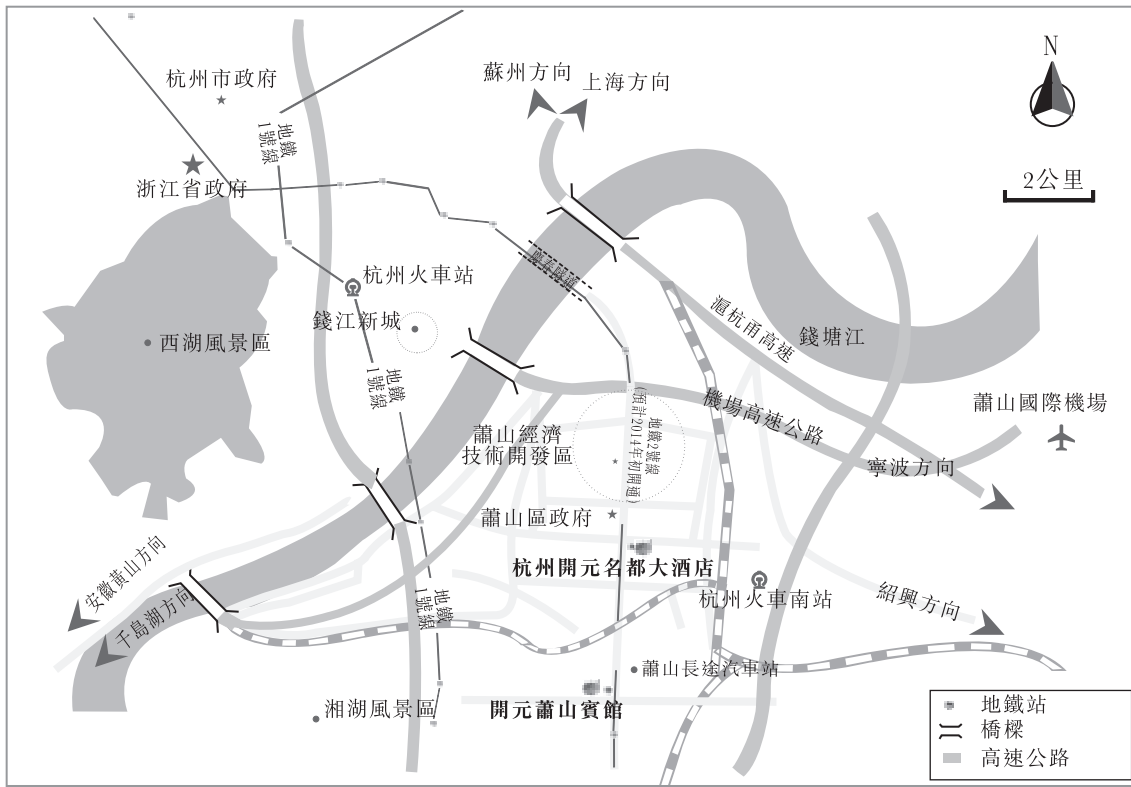 杭州市政府
蘇州方向
上海方向
N
2公里
地鐵
1號線
浙江省政府
慶春隧道
杭州火車站
錢江新城
西湖風景區
滬杭甬高速
錢塘江
地鐵
1號線
機場高速公路
蕭山國際機場
蕭山經濟
技術開發區
地鐵2號線
(預計2014年初開通)
寧波方向
蕭山區政府
杭州開元名都大酒店
杭州火車南站
紹興方向
安徽黃山方向
千島湖方向
地鐵
1號線
蕭山長途汽車站
湘湖風景區
開元蕭山賓館
地鐵站
橋樑
高速公路